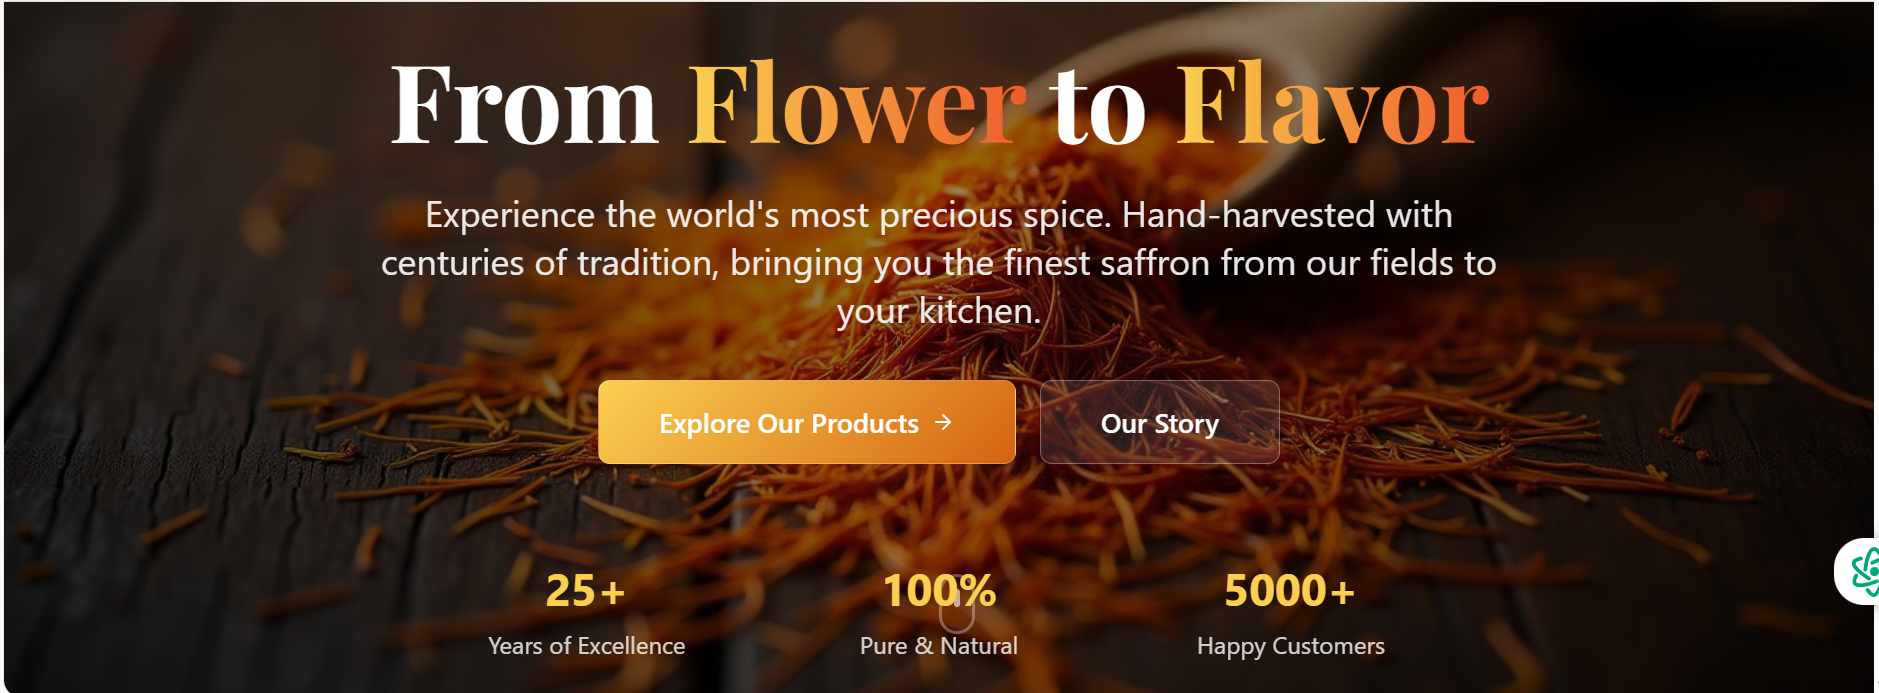 From Flower to Flavor
Experience the world's most precious spice. Hand-harvested with
centuries of tradition, bringing you the finest saffron from our fields to
your kitchen.
Explore Our Products →
Our Story
25+
100%
5000+
Years of Excellence
Pure & Natural
Happy Customers